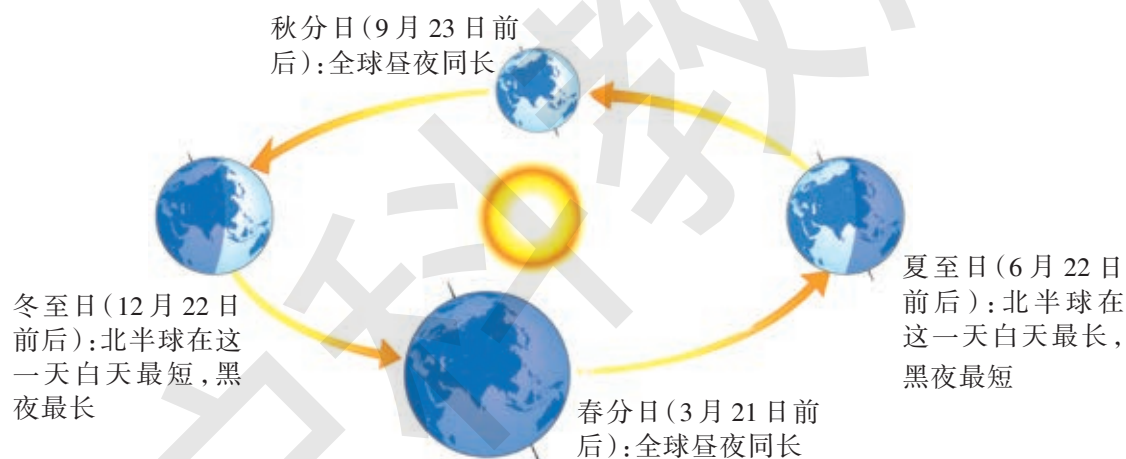 秋分日(9月23日前
后):全球昼夜同长
冬至日(12月22日
前后):北半球在这
一天白天最短,黑
夜最长
夏至日(6月22日
前后):北半球在
这一天白天最长,
黑夜最短
春分日(3月21日前
后):全球昼夜同长